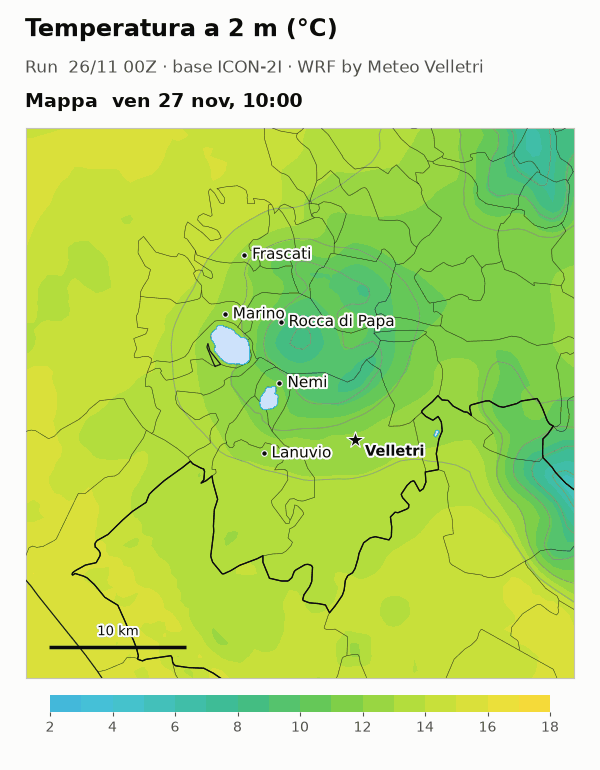 Temperatura a 2 m (°C)
Run  26/11 00Z · base ICON-2I · WRF by Meteo Velletri
Mappa  ven 27 nov, 10:00
Frascati
Marino
Rocca di Papa
Nemi
Velletri
Lanuvio
10 km
2 4 6 8 10 12 14 16 18